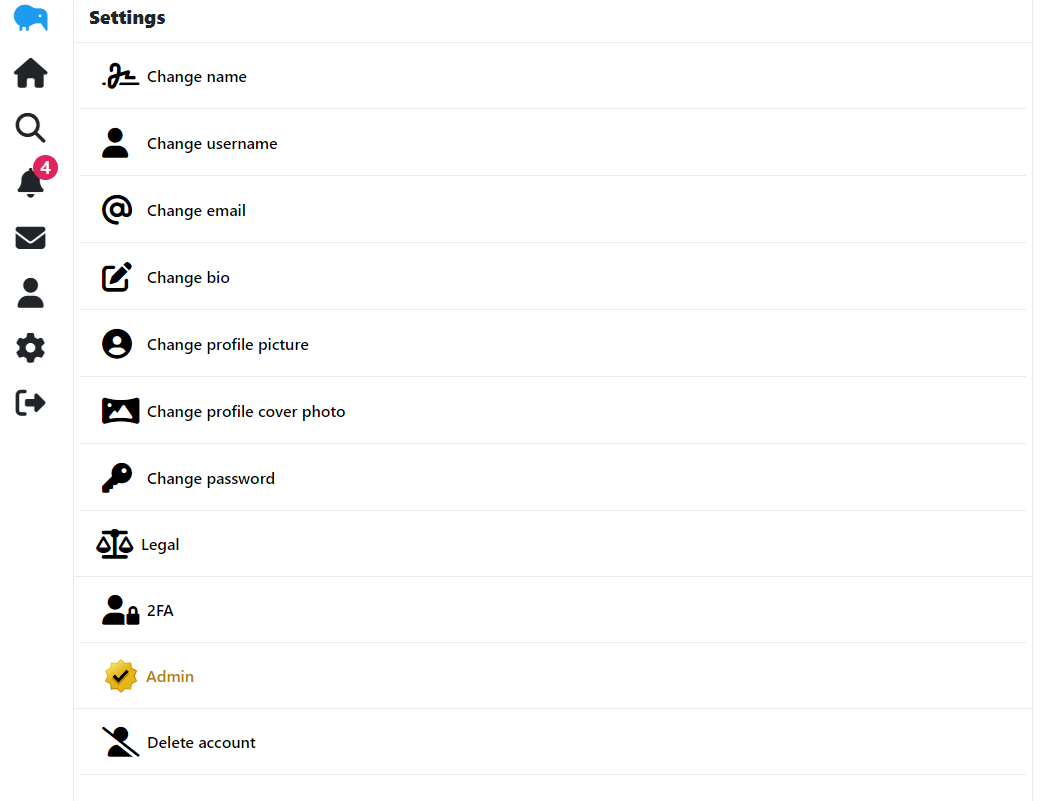 Settings
4
Change name
Change username
Change email
Change bio
Change profile picture
Change profile cover photo
Change password
Legal
2FA
Admin
Delete account